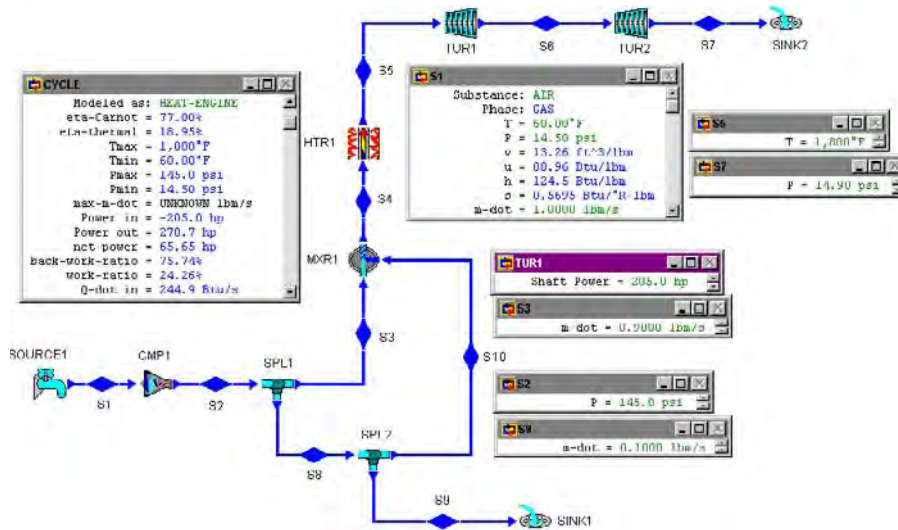 TUR1
S6
TUR2
S7
SINK2
S5
CYCLE
Modeled as: HEAT-ENGINE
eta-Carnot = 77.00%
eta-thermal = 18.95%
Tmax = 1,800°F
Tmin = 60.00°F
Pmax = 145.0 psi
Pmin = 14.50 psi
max-m-dot = UNKNOWN lbm/s
Power in = -205.0 hp
Power out = 270.7 hp
net power = 65.65 hp
back-work-ratio = 75.74%
work-ratio = 24.26%
Q-dot in = 244.9 Btu/s
HTR1
S1
Substance: AIR
Phase: GAS
T = 60.00°F
P = 14.50 psi
v = 13.26 ft^3/lbm
u = 88.96 Btu/lbm
h = 124.5 Btu/lbm
s = 0.5695 Btu/°R-lbm
m-dot = 1.0000 lbm/s
S6
T = 1,800°F
S7
P = 14.90 psi
S4
MXR1
TUR1
Shaft Power = 205.0 hp
S3
m-dot = 0.9000 lbm/s
S3
S10
SOURCE1
CMP1
SPL1
S1
S2
S2
P = 145.0 psi
S9
m-dot = 0.1000 lbm/s
SPL2
S8
S9
SINK1